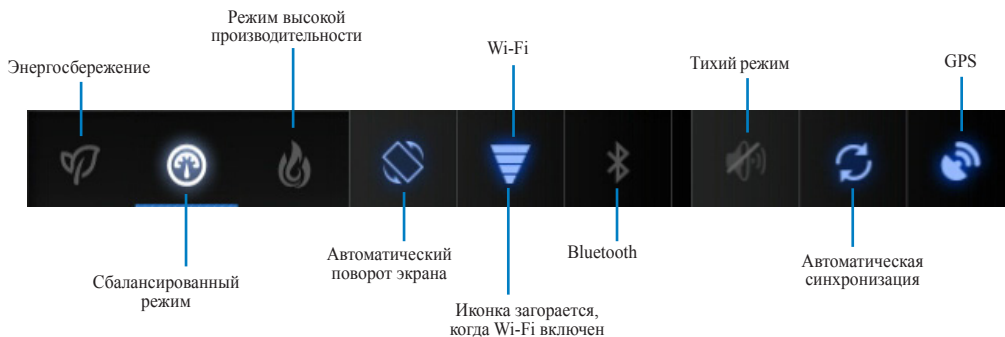 Режим высокой
производительности
Энергосбережение
Wi-Fi
Тихий режим
GPS
Сбалансированный
режим
Автоматический
поворот экрана
Иконка загорается,
когда Wi-Fi включен
Bluetooth
Автоматическая
синхронизация